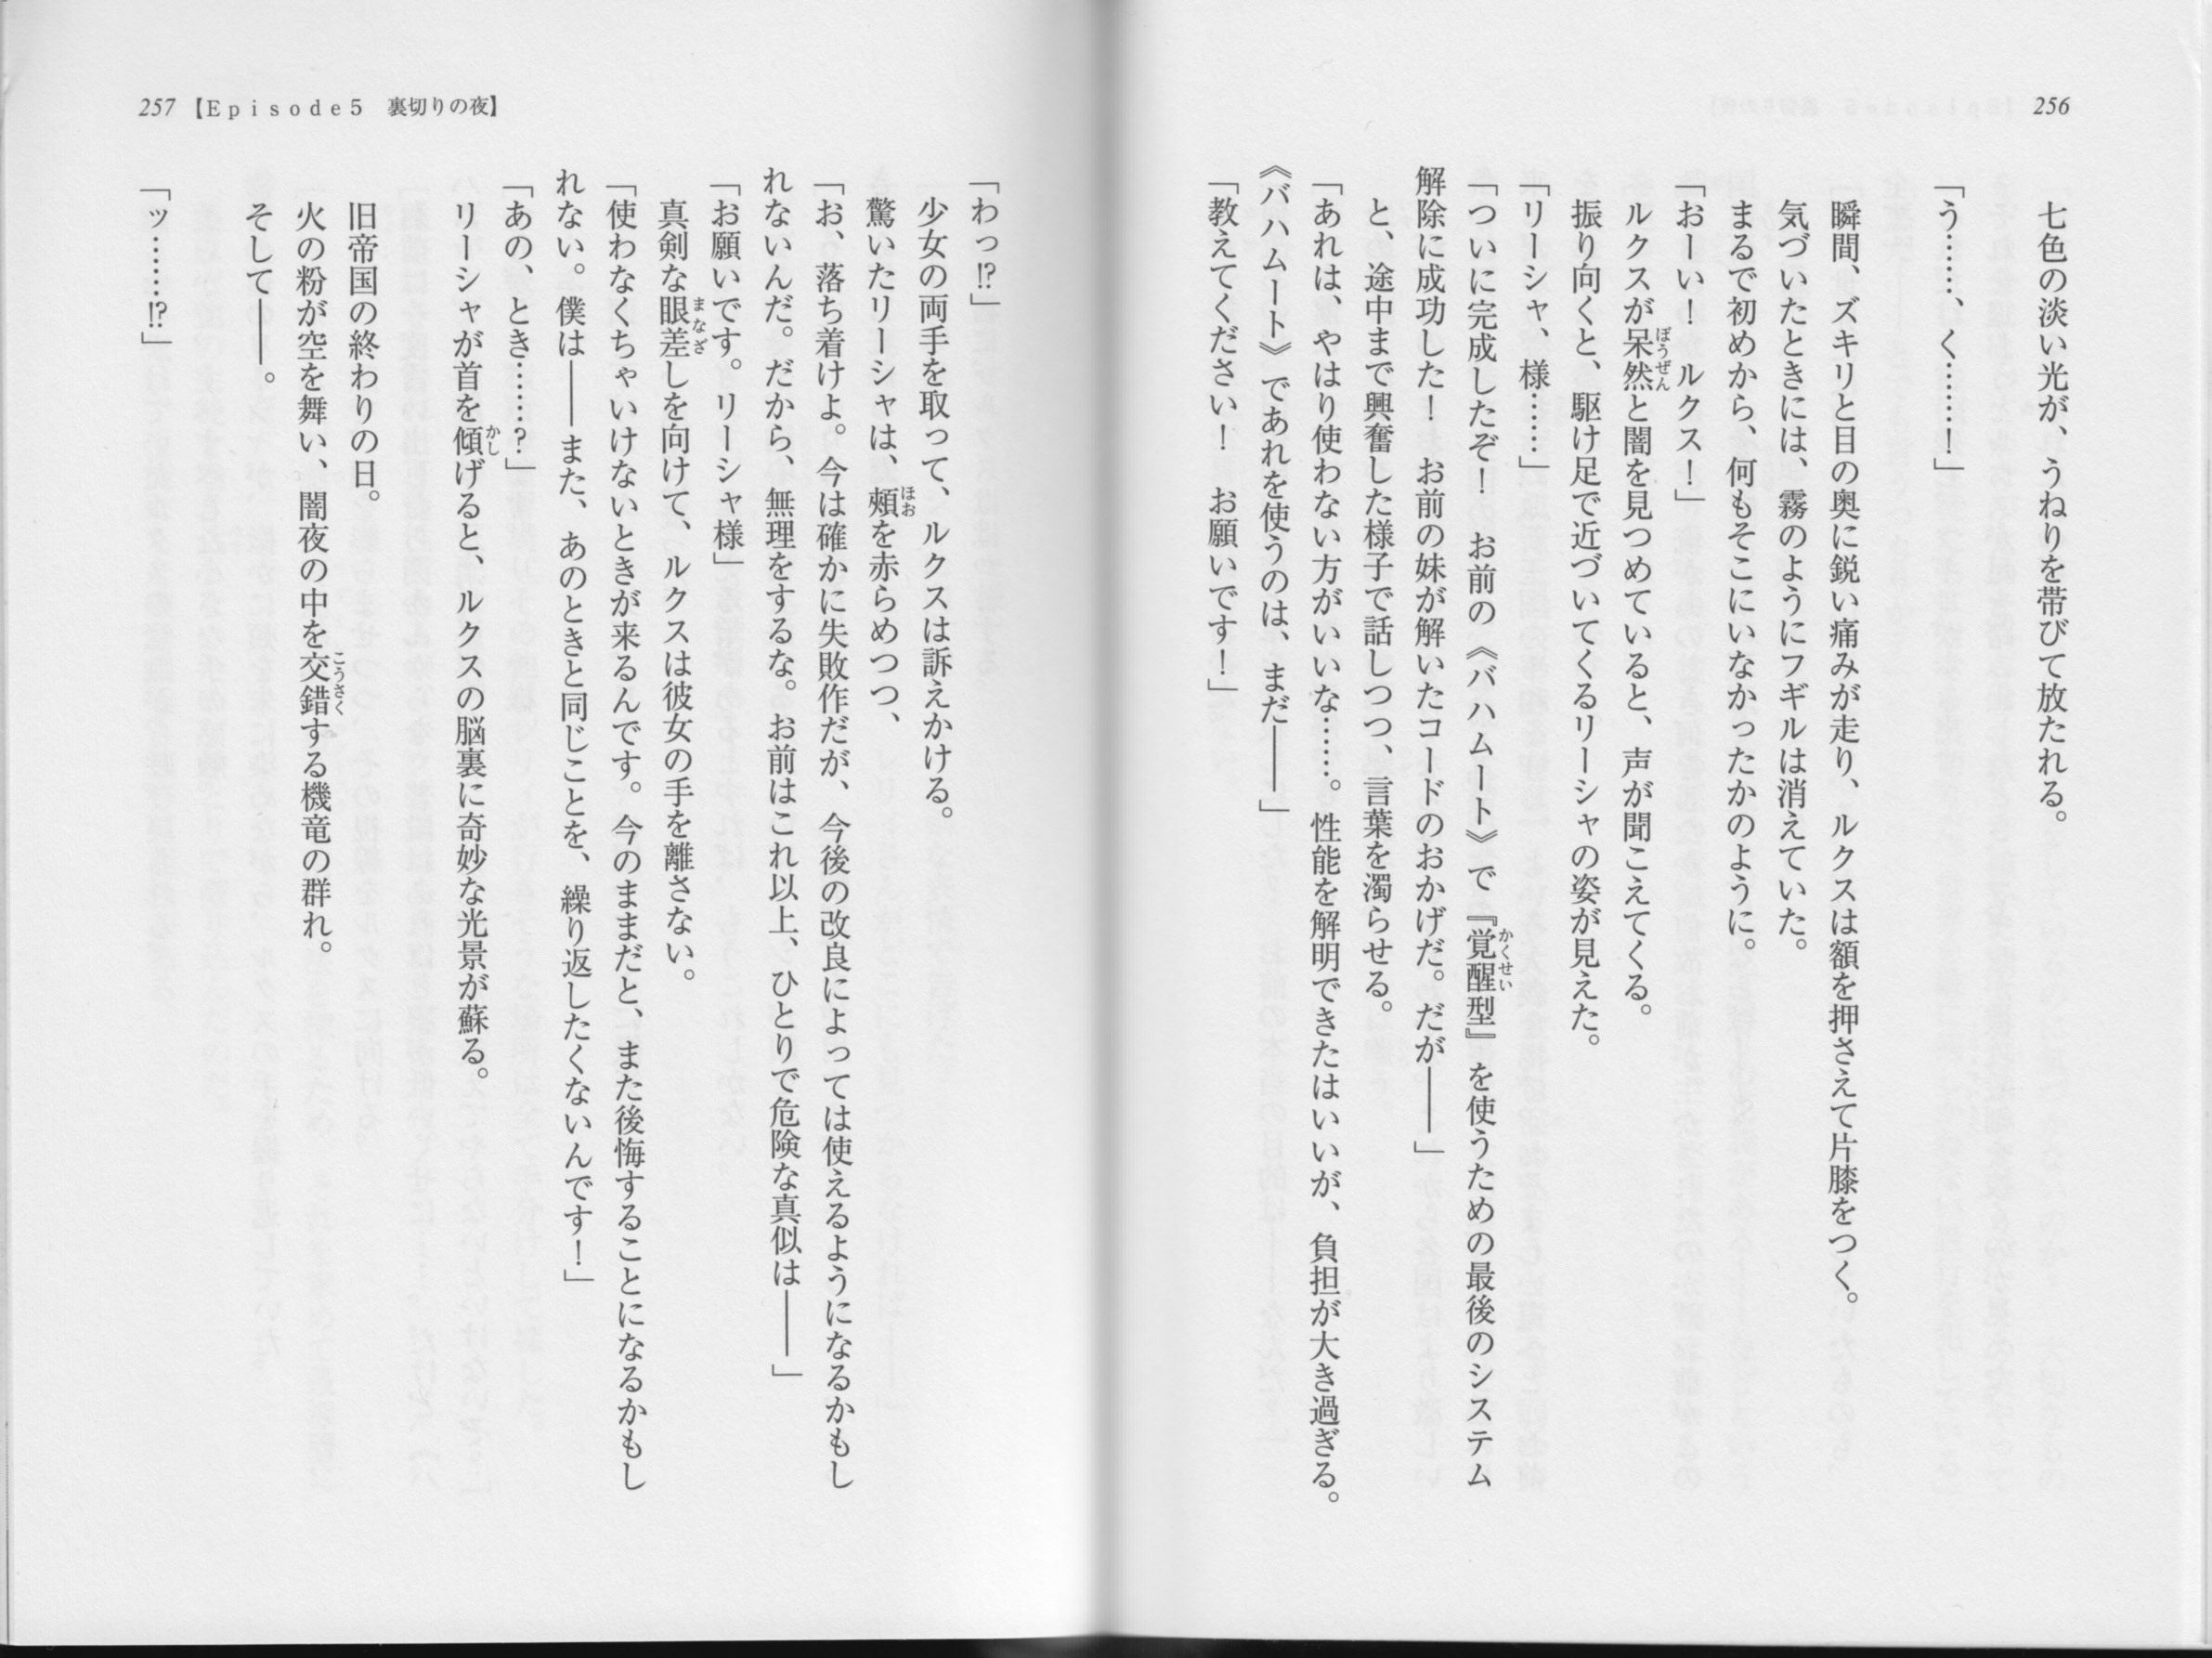 256
七色の淡い光が、うねりを帯びて放たれる。
「う……、く……！」
瞬間、ズキリと目の奥に鋭い痛みが走り、ルクスは額を押さえて片膝をつく。
気づいたときには、霧のようにフギルは消えていた。
まるで初めから、何もそこにいなかったかのように。
「おーい！　ルクス！」
ルクスが呆然と闇を見つめていると、声が聞こえてくる。
振り向くと、駆け足で近づいてくるリーシャの姿が見えた。
「リーシャ、様……」
「ついに完成したぞ！　お前の《バハムート》で『覚醒型』を使うための最後のシステム
解除に成功した！　お前の妹が解いたコードのおかげだ。だが――」
と、途中まで興奮した様子で話しつつ、言葉を濁らせる。
「あれは、やはり使わない方がいいな……。性能を解明できたはいいが、負担が大き過ぎる。
《バハムート》であれを使うのは、まだ――」
「教えてください！　お願いです！」
257【Episode5　裏切りの夜】
「わっ!?」
少女の両手を取って、ルクスは訴えかける。
驚いたリーシャは、頬を赤らめつつ、
「お、落ち着けよ。今は確かに失敗作だが、今後の改良によっては使えるようになるかもし
れないんだ。だから、無理をするな。お前はこれ以上、ひとりで危険な真似は――」
「お願いです。リーシャ様」
真剣な眼差しを向けて、ルクスは彼女の手を離さない。
「使わなくちゃいけないときが来るんです。今のままだと、また後悔することになるかもし
れない。僕は――また、あのときと同じことを、繰り返したくないんです！」
「あの、とき……？」
リーシャが首を傾げると、ルクスの脳裏に奇妙な光景が蘇る。
旧帝国の終わりの日。
火の粉が空を舞い、闇夜の中を交錯する機竜の群れ。
そして――。
「ッ……!?」